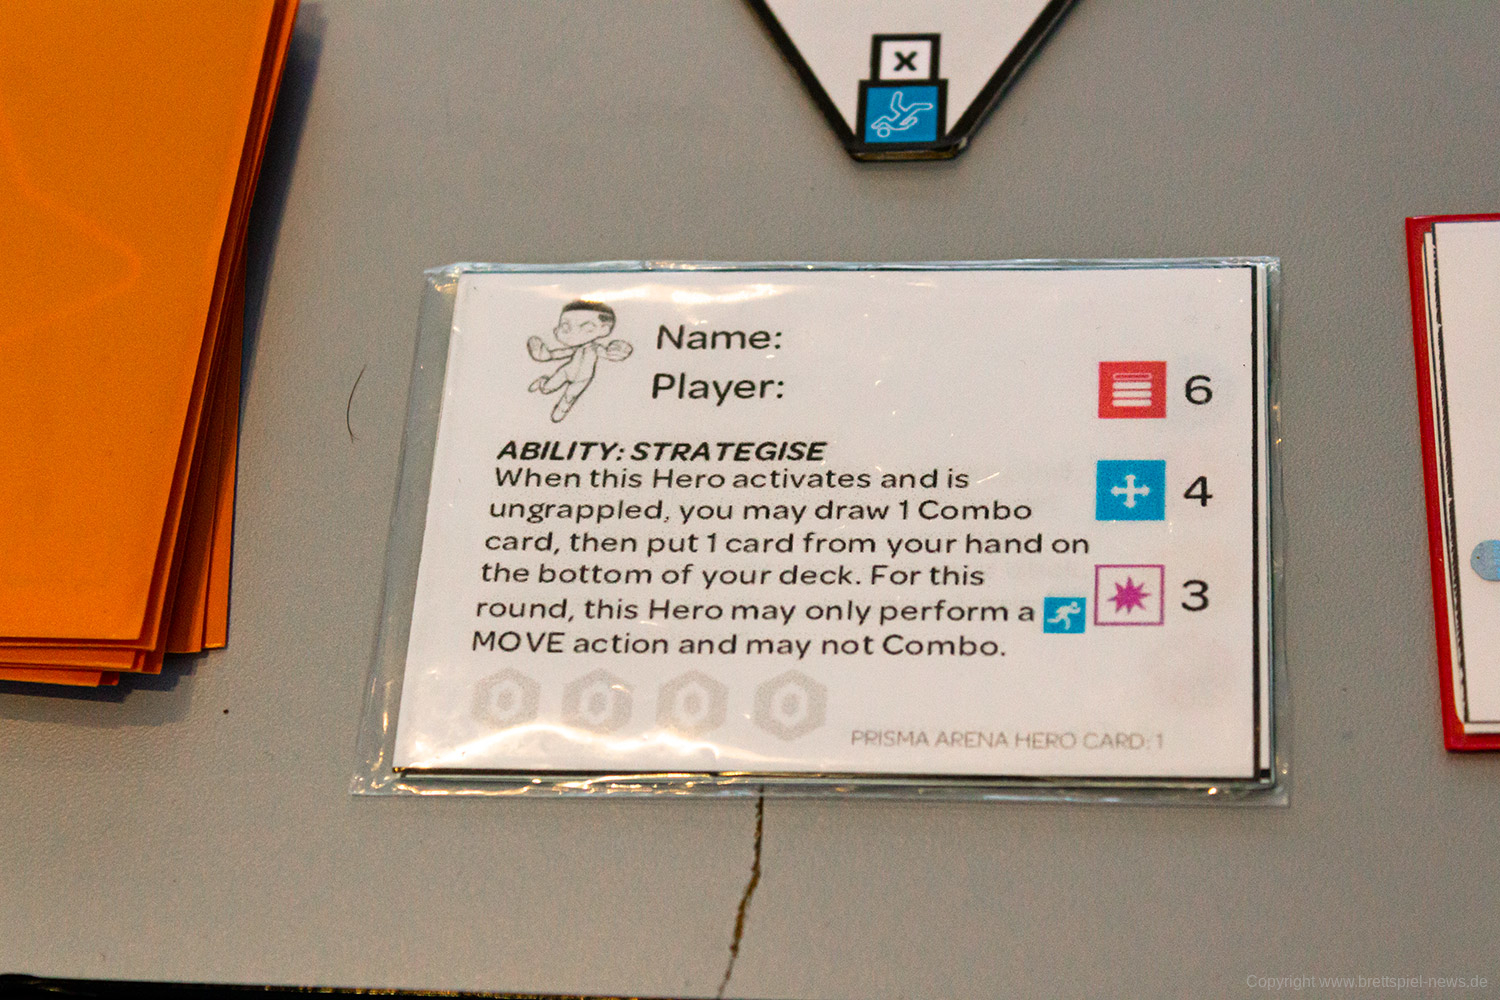 X
Name:
Player:
6
ABILITY: STRATEGISE
When this Hero activates and is
ungrappled, you may draw 1 Combo
4
card, then put 1 card from your hand on
the bottom of your deck. For this
round, this Hero may only perform a
3
MOVE action and may not Combo.
PRISMA ARENA HERO CARD: 1
Copyright www.brettspiel-news.de